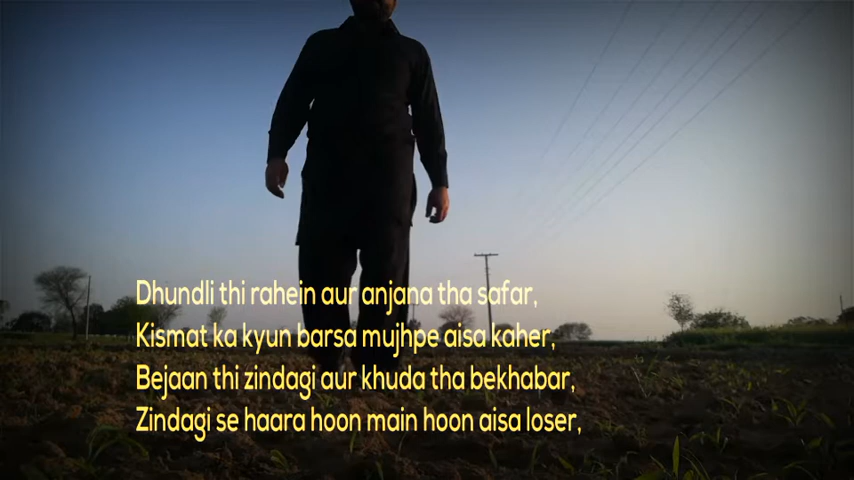 Dhundli thi rahein aur anjana tha safar,
Kismat ka kyun barsa mujhpe aisa kaher,
Bejaan thi zindagi aur khuda tha bekhabar,
Zindagi se haara hoon main hoon aisa loser,